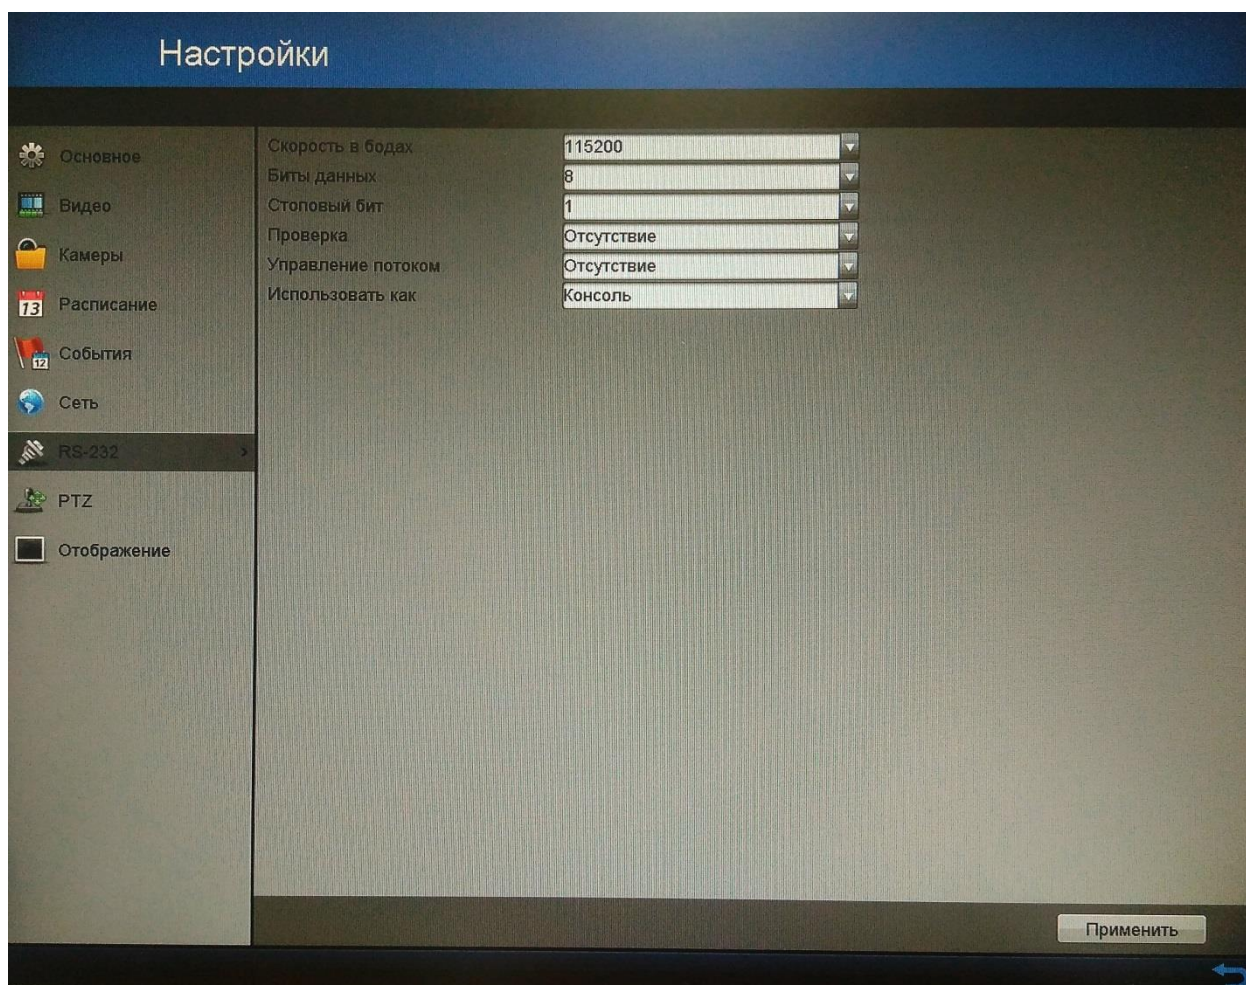 Настройки
Основное
Видео
Камеры
13 Расписание
12 События
Сеть
RS-232
PTZ
Отображение
Скорость в бодах 115200
Биты данных 8
Стоповый бит 1
Проверка Отсутствие
Управление потоком Отсутствие
Использовать как Консоль
Применить